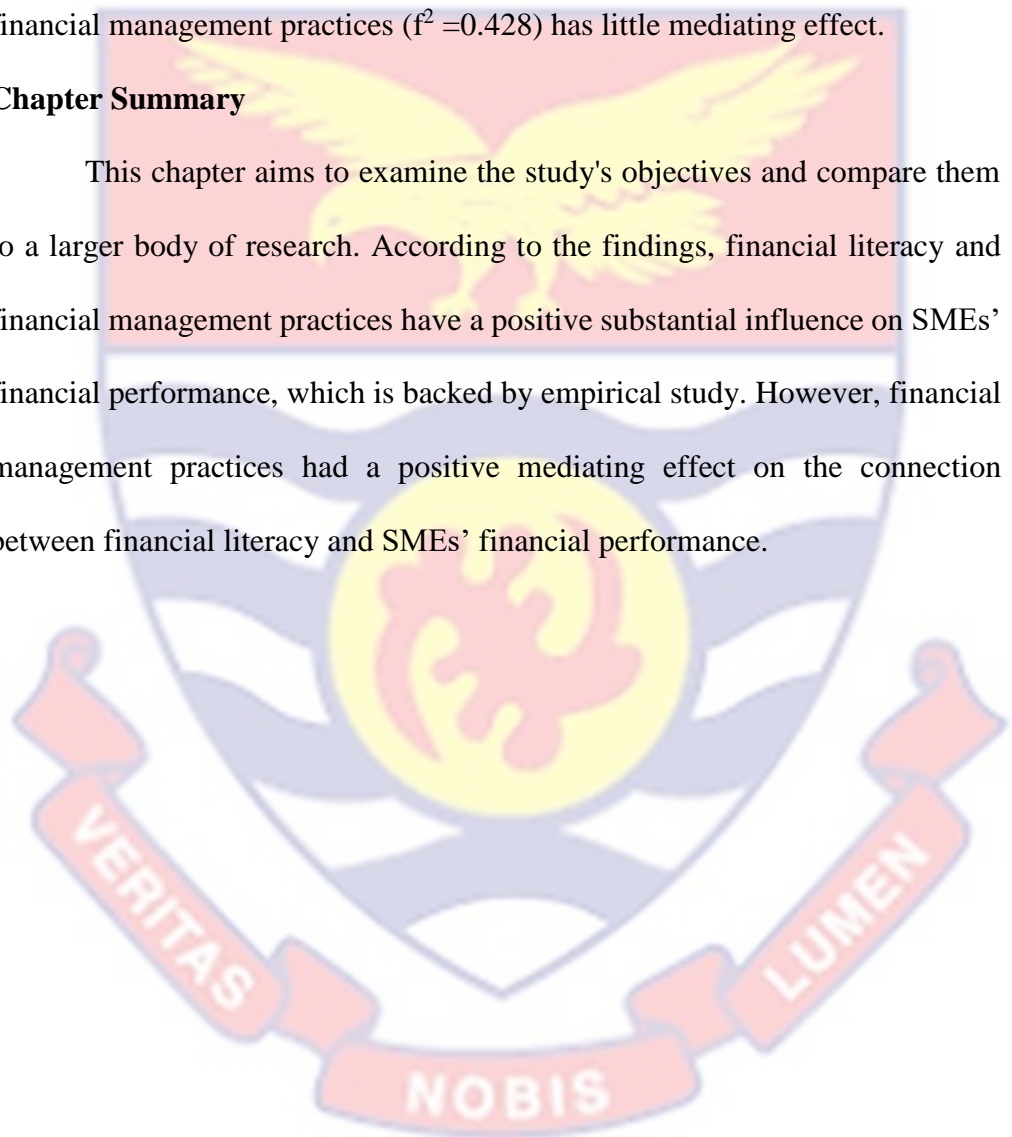 financial management practices (f² =0.428) has little mediating effect.
Chapter Summary
This chapter aims to examine the study's objectives and compare them
to a larger body of research. According to the findings, financial literacy and
financial management practices have a positive substantial influence on SMEs’
financial performance, which is backed by empirical study. However, financial
management practices had a positive mediating effect on the connection
between financial literacy and SMEs’ financial performance.
VERITAS
NOBIS
LUMEN